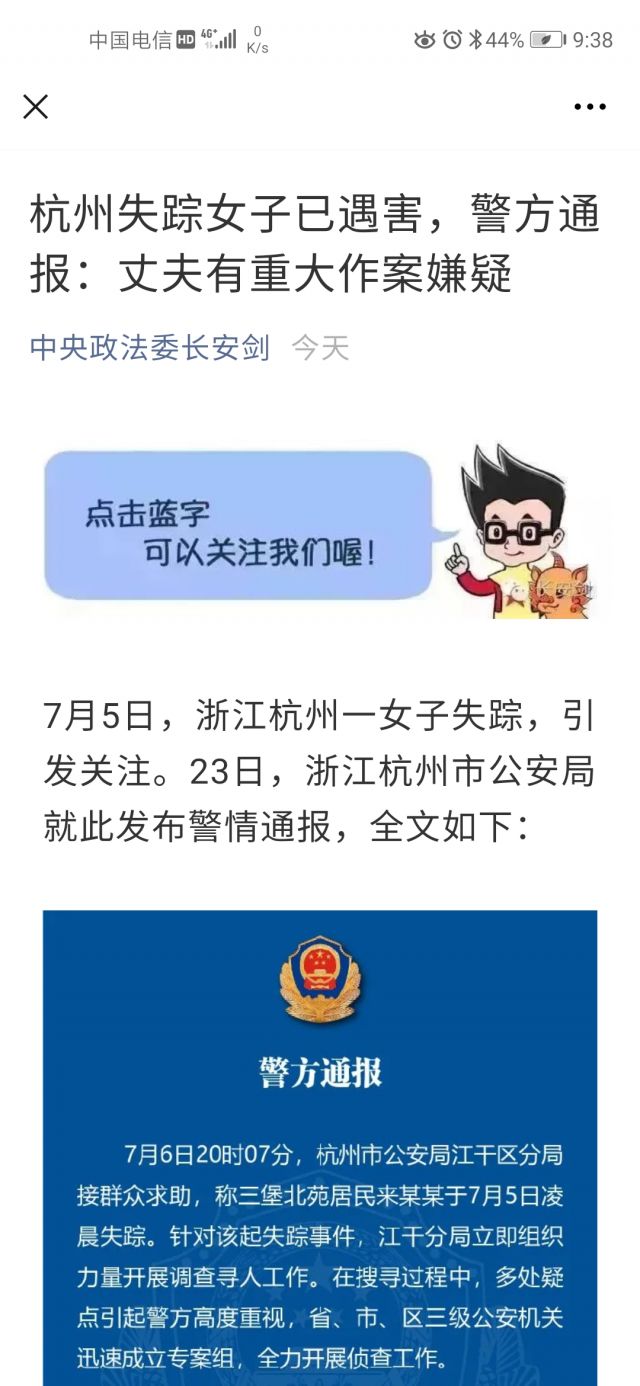 中国电信 HD 4G+ 0 K/s 44% 9:38
杭州失踪女子已遇害，警方通
报：丈夫有重大作案嫌疑
中央政法委长安剑 今天
点击蓝字
可以关注我们喔！
长安剑
7月5日，浙江杭州一女子失踪，引
发关注。23日，浙江杭州市公安局
就此发布警情通报，全文如下：
警方通报
7月6日20时07分，杭州市公安局江干区分局
接群众求助，称三堡北苑居民来某某于7月5日凌
晨失踪。针对该起失踪事件，江干分局立即组织
力量开展调查寻人工作。在搜寻过程中，多处疑
点引起警方高度重视，省、市、区三级公安机关
迅速成立专案组，全力开展侦查工作。